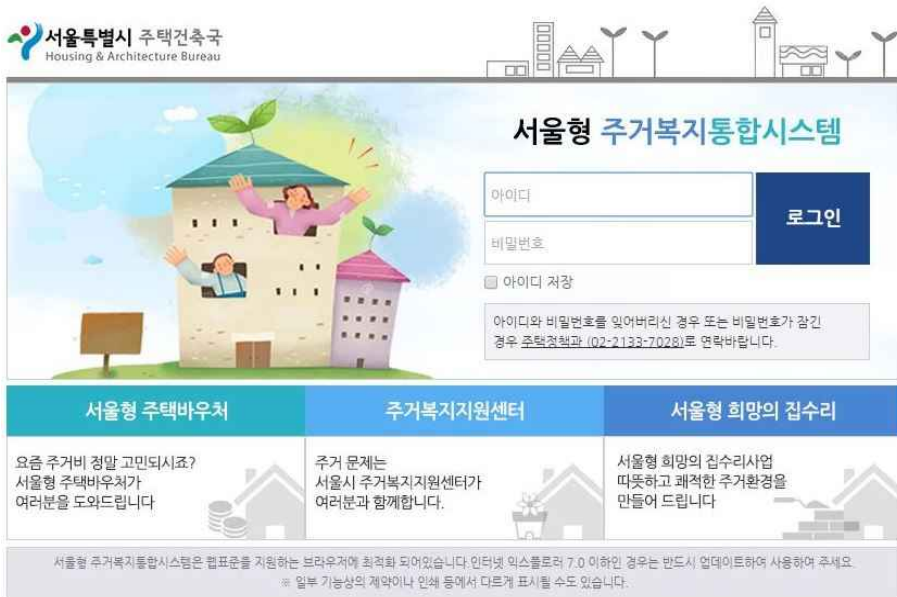 서울특별시 주택건축국
Housing & Architecture Bureau
서울형 주거복지통합시스템
아이디
로그인
비밀번호
아이디 저장
아이디와 비밀번호를 잊어버리신 경우 또는 비밀번호가 잠긴
경우 주택정책과 (02-2133-7028)로 연락바랍니다.
서울형 주택바우처
주거복지지원센터
서울형 희망의 집수리
요즘 주거비 정말 고민되시죠?
서울형 주택바우처가
여러분을 도와드립니다
주거 문제는
서울시 주거복지지원센터가
여러분과 함께합니다.
서울형 희망의 집수리사업
따뜻하고 쾌적한 주거환경을
만들어 드립니다
서울형 주거복지통합시스템은 웹표준을 지원하는 브라우저에 최적화 되어있습니다.인터넷 익스플로러 7.0 이하인 경우는 반드시 업데이트하여 사용하여 주세요.
※ 일부 기능상의 제약이나 인쇄 등에서 다르게 표시될 수도 있습니다.